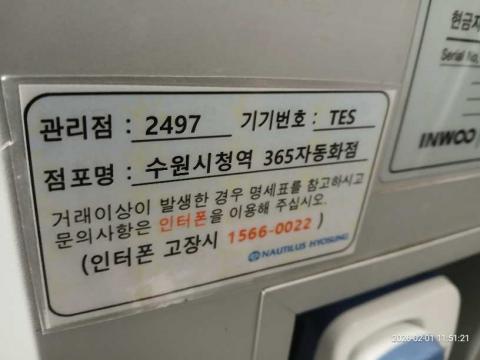 관리점 : 2497 기기번호 : TES
점포명 : 수원시청역 365자동화점
거래이상이 발생한 경우 명세표를 참고하시고
문의사항은 인터폰을 이용해 주십시오.
(인터폰 고장시 1566-0022 )
NAUTILUS HYOSUNG
현금자
Serial No.
INWOO
2026-02-01 11:51:21